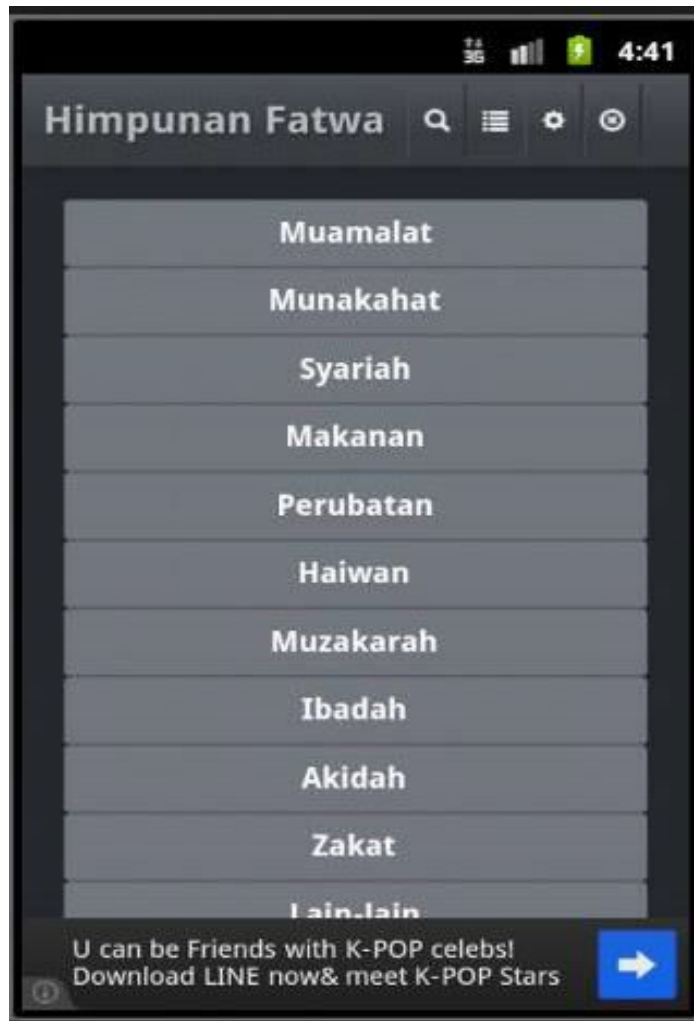 3G 4:41
Himpunan Fatwa
Muamalat
Munakahat
Syariah
Makanan
Perubatan
Haiwan
Muzakarah
Ibadah
Akidah
Zakat
Lain-lain
U can be Friends with K-POP celebs!
Download LINE now& meet K-POP Stars